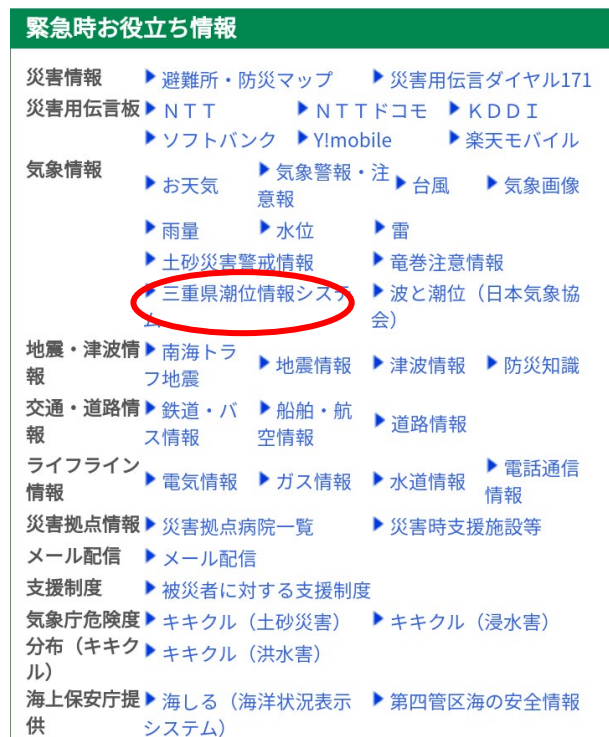 緊急時お役立ち情報
災害情報 避難所・防災マップ 災害用伝言ダイヤル171
災害用伝言板 NTT NTTドコモ KDDI
ソフトバンク Y!mobile 楽天モバイル
気象情報 お天気 気象警報・注意報 台風 気象画像
雨量 水位 雷
土砂災害警戒情報 竜巻注意情報
三重県潮位情報システム 波と潮位（日本気象協会）
地震・津波情報 南海トラフ地震 地震情報 津波情報 防災知識
交通・道路情報 鉄道・バス情報 船舶・航空情報 道路情報
ライフライン情報 電気情報 ガス情報 水道情報 電話通信情報
災害拠点情報 災害拠点病院一覧 災害時支援施設等
メール配信 メール配信
支援制度 被災者に対する支援制度
気象庁危険度分布（キキクル） キキクル（土砂災害） キキクル（浸水害）
キキクル（洪水害）
海上保安庁提供 海しる（海洋状況表示システム） 第四管区海の安全情報